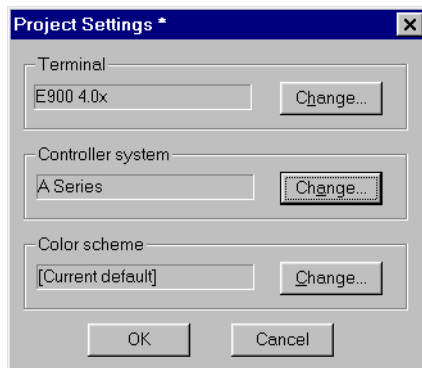 Project Settings *
Terminal
E900 4.0x
Change...
Controller system
A Series
Change...
Color scheme
[Current default]
Change...
OK
Cancel